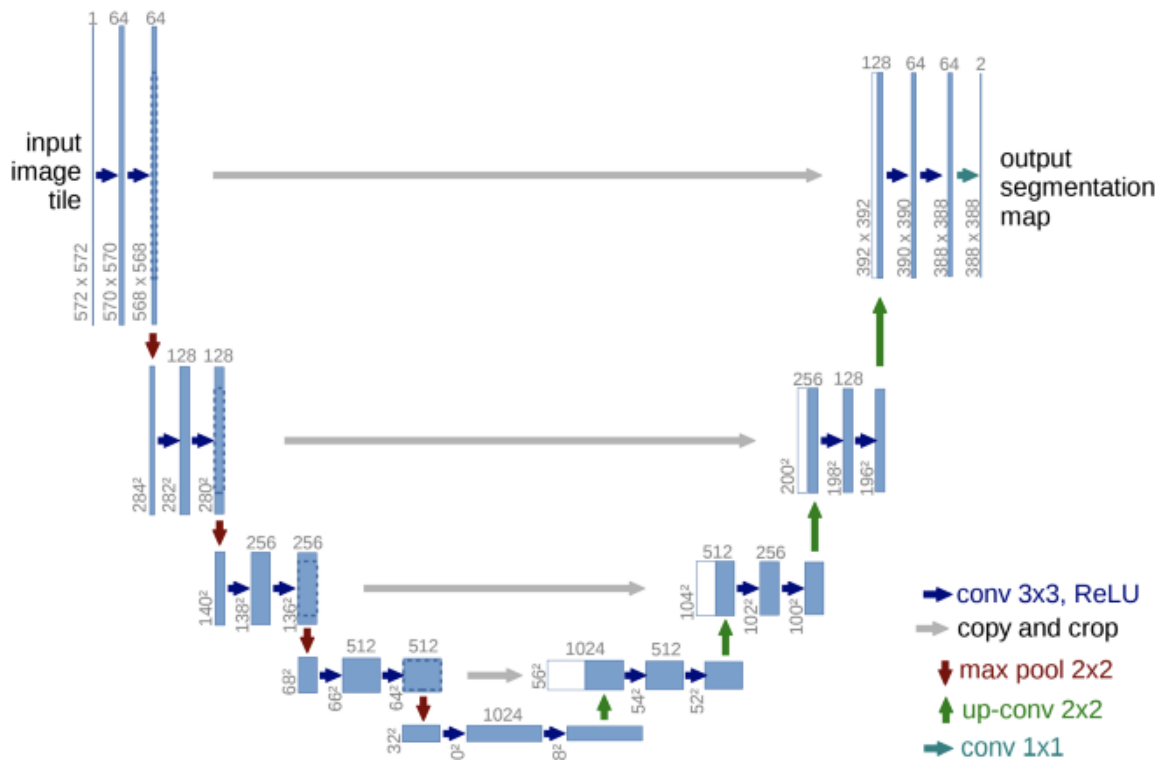 1 64 64
128 64 64 2
input
image
tile
output
segmentation
map
572 x 572
570 x 570
568 x 568
392 x 392
390 x 390
388 x 388
388 x 388
128 128
256 128
284²
282²
280²
200²
198²
196²
256 256
512 256
140²
138²
136²
104²
102²
100²
512 512
1024 512
68²
66²
64²
56²
54²
52²
1024
32²
0²
8²
conv 3x3, ReLU
copy and crop
max pool 2x2
up-conv 2x2
conv 1x1